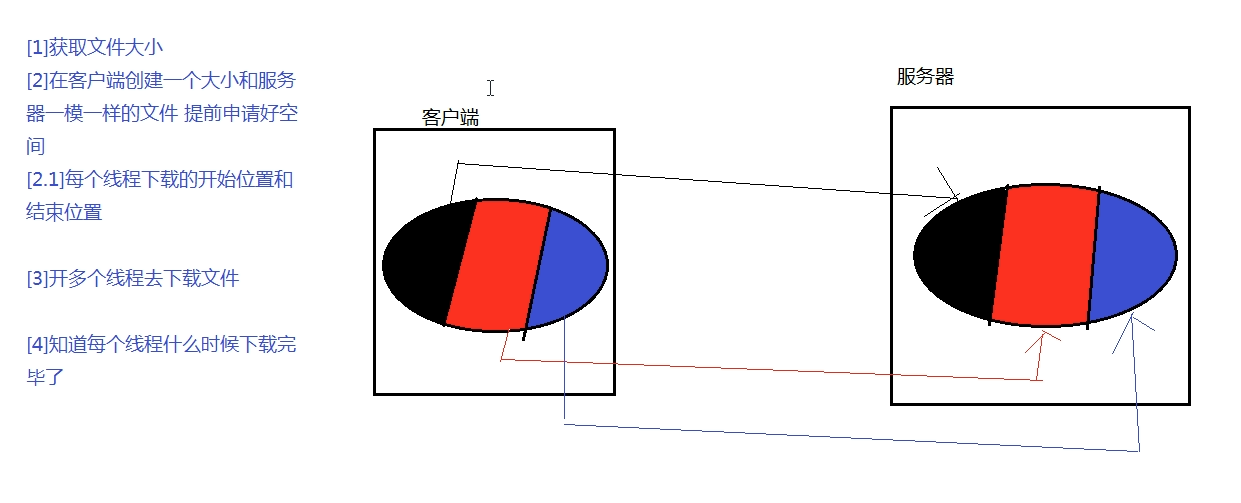 [1]获取文件大小
[2]在客户端创建一个大小和服务
器一模一样的文件 提前申请好空
间
[2.1]每个线程下载的开始位置和
结束位置
[3]开多个线程去下载文件
[4]知道每个线程什么时候下载完
毕了
客户端
服务器